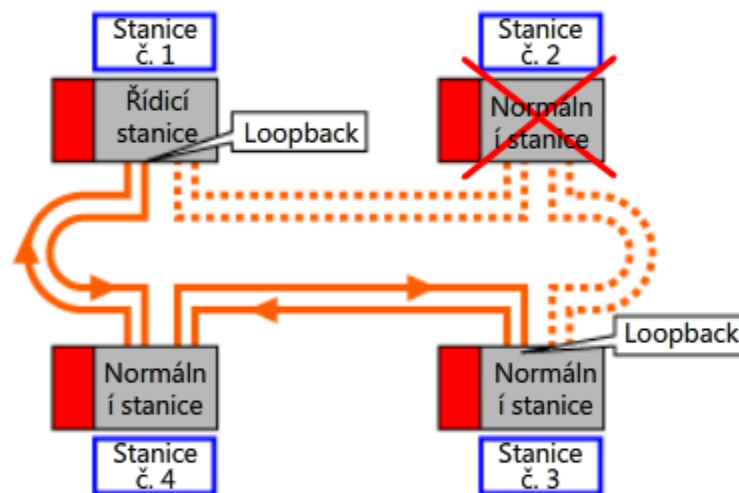 Stanice
č. 1
Stanice
č. 2
Řídicí
stanice
Loopback
Normáln
í stanice
Loopback
Normáln
í stanice
Normáln
í stanice
Stanice
č. 4
Stanice
č. 3